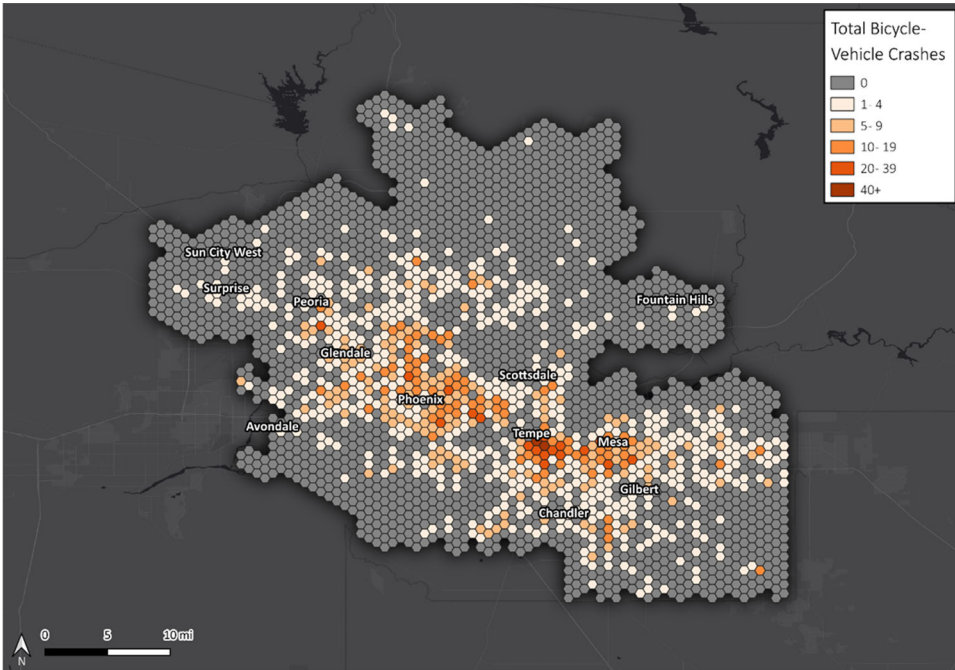 Total Bicycle-
Vehicle Crashes
0
1- 4
5- 9
10- 19
20- 39
40+
Sun City West
Surprise
Peoria
Fountain Hills
Glendale
Scottsdale
Phoenix
Avondale
Tempe
Mesa
Gilbert
Chandler
N
0 5 10 mi